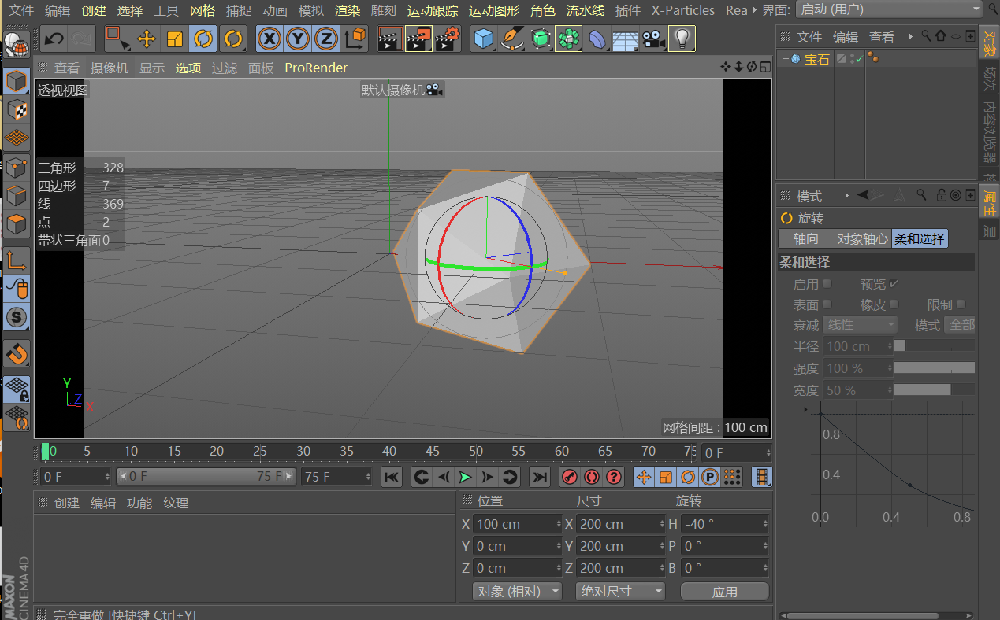 文件 编辑 创建 选择 工具 网格 捕捉 动画 模拟 渲染 雕刻 运动跟踪 运动图形 角色 流水线 插件 X-Particles Rea 界面: 启动 (用户)
X Y Z
文件 编辑 查看
对象
宝石
场次
内容浏览器
查看 摄像机 显示 选项 过滤 面板 ProRender
透视视图
默认摄像机
三角形 328
四边形 7
线 369
点 2
带状三角面 0
Y
Z
X
网格间距 : 100 cm
S
模式
属性
层
旋转
轴向 对象轴心 柔和选择
柔和选择
启用 预览
表面 橡皮 限制
衰减 线性 模式 全部
半径 100 cm
强度 100 %
宽度 50 %
0.8
0.4
0.0 0.4 0.8
0 5 10 15 20 25 30 35 40 45 50 55 60 65 70 75 0 F
0 F 0 F 75 F 75 F
P
创建 编辑 功能 纹理
位置 尺寸 旋转
X 100 cm X 200 cm H -40 °
Y 0 cm Y 200 cm P 0 °
Z 0 cm Z 200 cm B 0 °
对象 (相对) 绝对尺寸 应用
MAXON
CINEMA 4D
完全重做 [快捷键 Ctrl+Y]